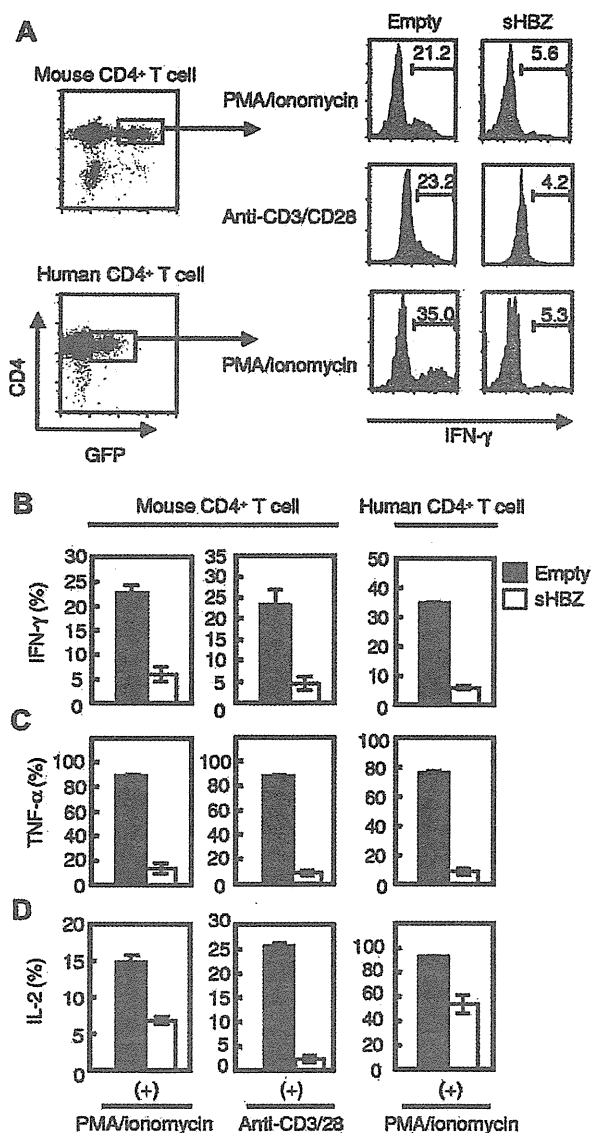 A
Empty
sHBZ
Mouse CD4+ T cell
PMA/ionomycin
21.2
5.6
Anti-CD3/CD28
23.2
4.2
Human CD4+ T cell
PMA/ionomycin
35.0
5.3
CD4
GFP
IFN-γ
B
Mouse CD4+ T cell
Human CD4+ T cell
IFN-γ (%)
30
25
20
15
10
5
0
35
30
25
20
15
10
5
0
50
40
30
20
10
0
Empty
sHBZ
C
TNF-α (%)
100
80
60
40
20
0
100
80
60
40
20
0
100
80
60
40
20
0
D
IL-2 (%)
20
15
10
5
0
30
25
20
15
10
5
0
100
80
60
40
20
0
(+)
(+)
(+)
PMA/ionomycin
Anti-CD3/28
PMA/ionomycin